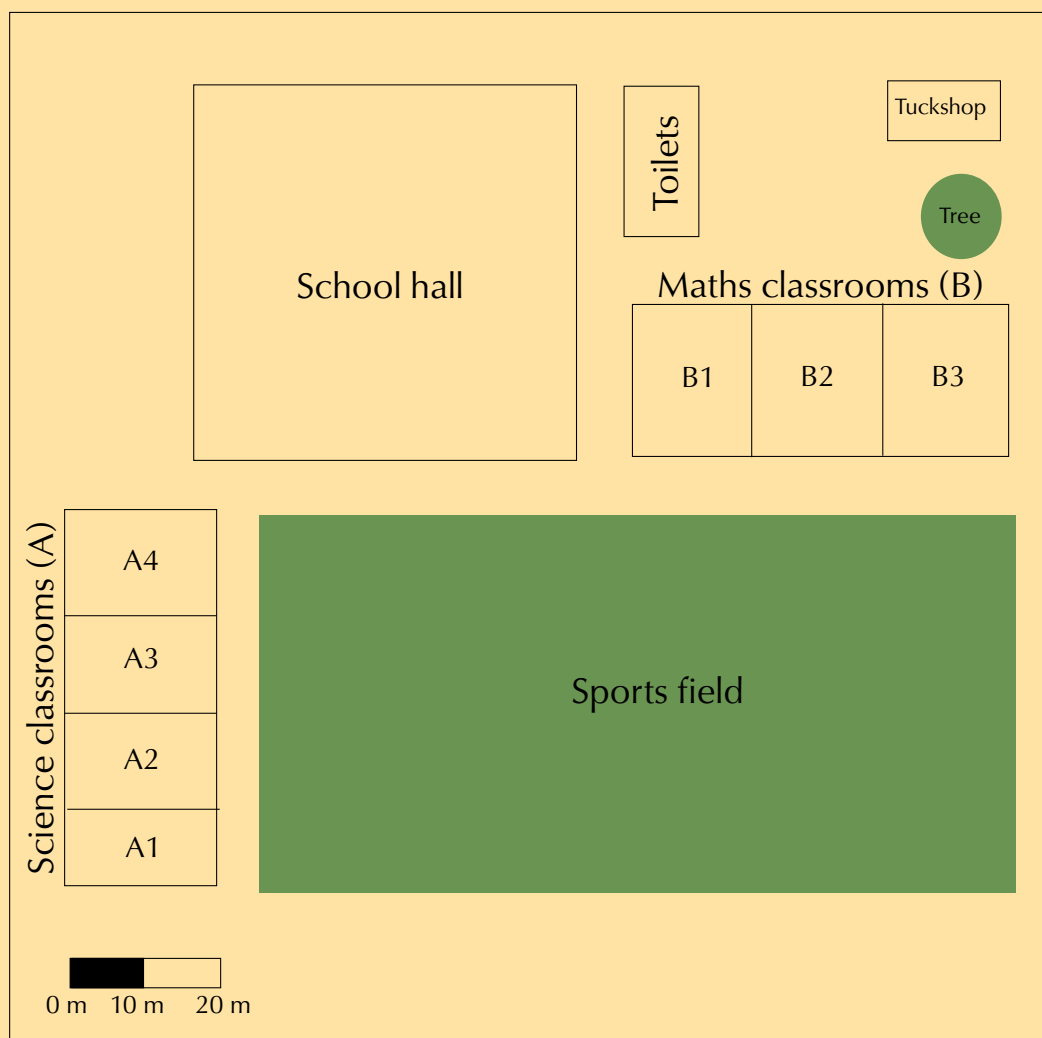 Toilets
Tuckshop
Tree
School hall
Maths classrooms (B)
B1
B2
B3
Science classrooms (A)
A4
A3
A2
A1
Sports field
0 m 10 m 20 m